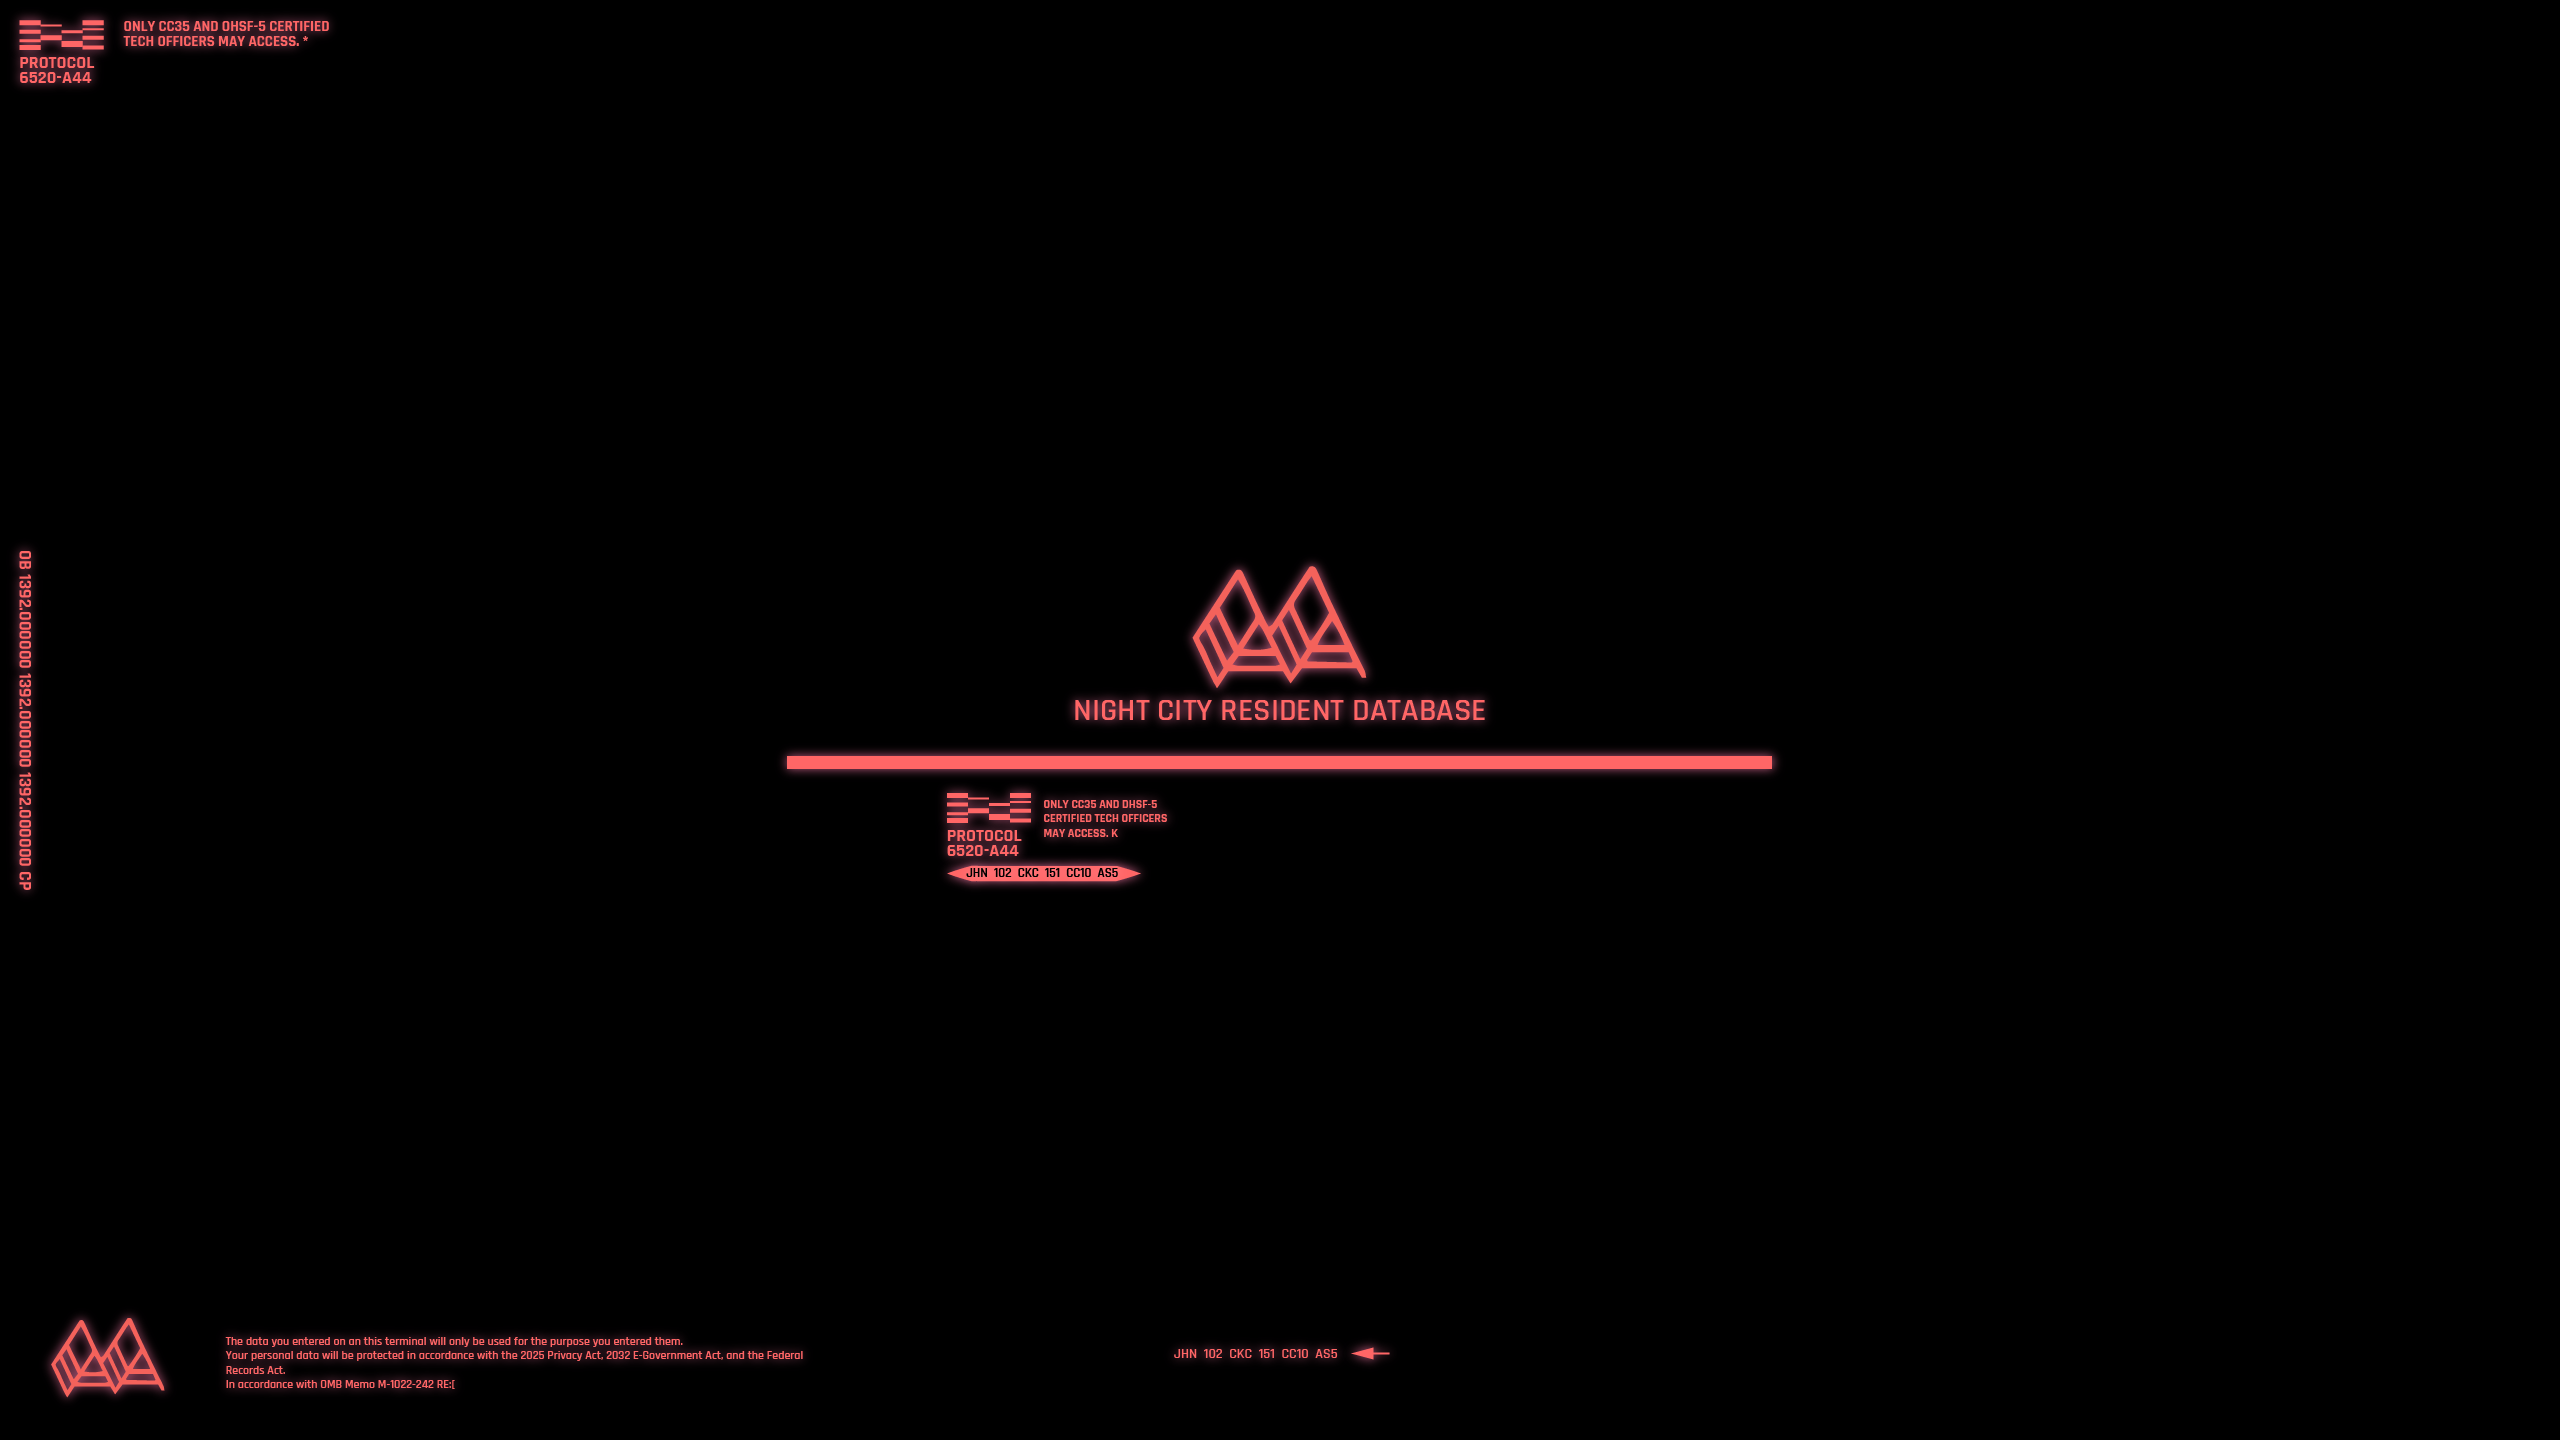 ONLY CC35 AND OHSF-5 CERTIFIED
TECH OFFICERS MAY ACCESS. *
PROTOCOL
6520-A44
OB 1392.000000 1392.000000 1392.000000 CP
NIGHT CITY RESIDENT DATABASE
ONLY CC35 AND DHSF-5
CERTIFIED TECH OFFICERS
MAY ACCESS. K
PROTOCOL
6520-A44
JHN 102 CKC 151 CC10 AS5
The data you entered on an this terminal will only be used for the purpose you entered them.
Your personal data will be protected in accordance with the 2025 Privacy Act, 2032 E-Government Act, and the Federal
Records Act.
In accordance with OMB Memo M-1022-242 RE:[
JHN 102 CKC 151 CC10 AS5